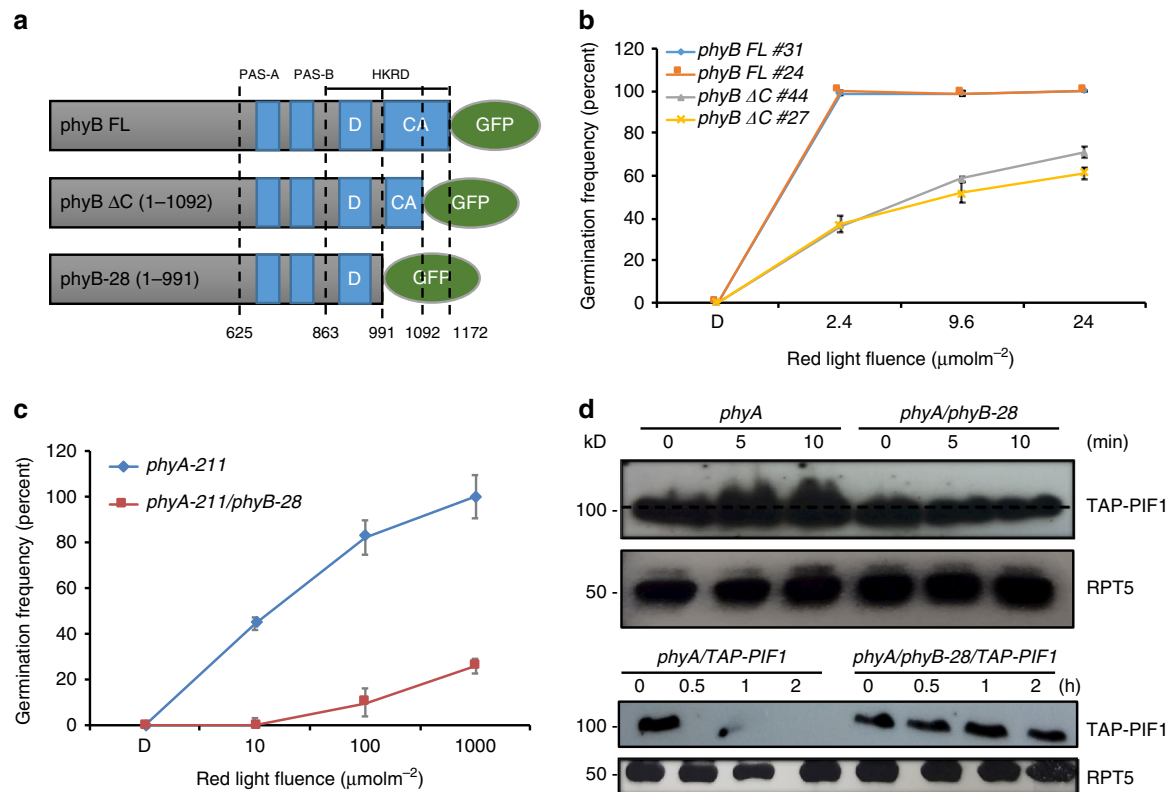 a
PAS-A PAS-B HKRD
phyB FL D CA GFP
phyB ΔC (1–1092) D CA GFP
phyB-28 (1–991) D GFP
625 863 991 1092 1172
b
phyB FL #31
phyB FL #24
phyB ΔC #44
phyB ΔC #27
Germination frequency (percent)
120
100
80
60
40
20
0
D 2.4 9.6 24
Red light fluence (μmolm⁻²)
c
phyA-211
phyA-211/phyB-28
Germination frequency (percent)
120
100
80
60
40
20
0
D 10 100 1000
Red light fluence (μmolm⁻²)
d
phyA phyA/phyB-28
kD 0 5 10 0 5 10 (min)
100 - TAP-PIF1
50 - RPT5
phyA/TAP-PIF1 phyA/phyB-28/TAP-PIF1
0 0.5 1 2 0 0.5 1 2 (h)
100 - TAP-PIF1
50 - RPT5